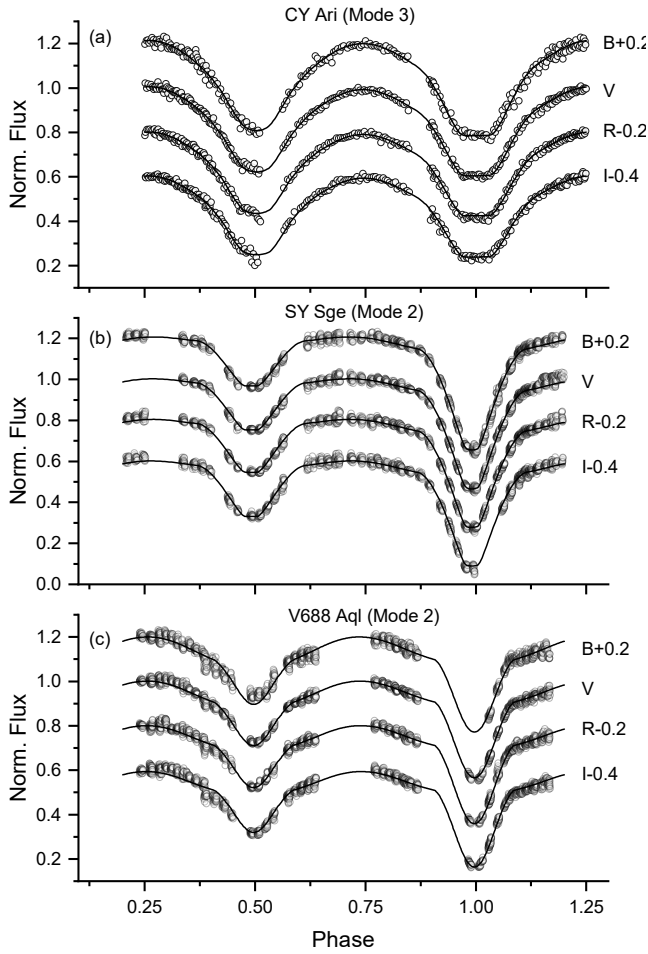 CY Ari (Mode 3)
(a)
1.2
1.0
0.8
0.6
0.4
0.2
Norm. Flux
B+0.2
V
R-0.2
I-0.4
SY Sge (Mode 2)
(b)
1.2
1.0
0.8
0.6
0.4
0.2
0.0
Norm. Flux
B+0.2
V
R-0.2
I-0.4
V688 Aql (Mode 2)
(c)
1.2
1.0
0.8
0.6
0.4
0.2
Norm. Flux
B+0.2
V
R-0.2
I-0.4
0.25 0.50 0.75 1.00 1.25
Phase